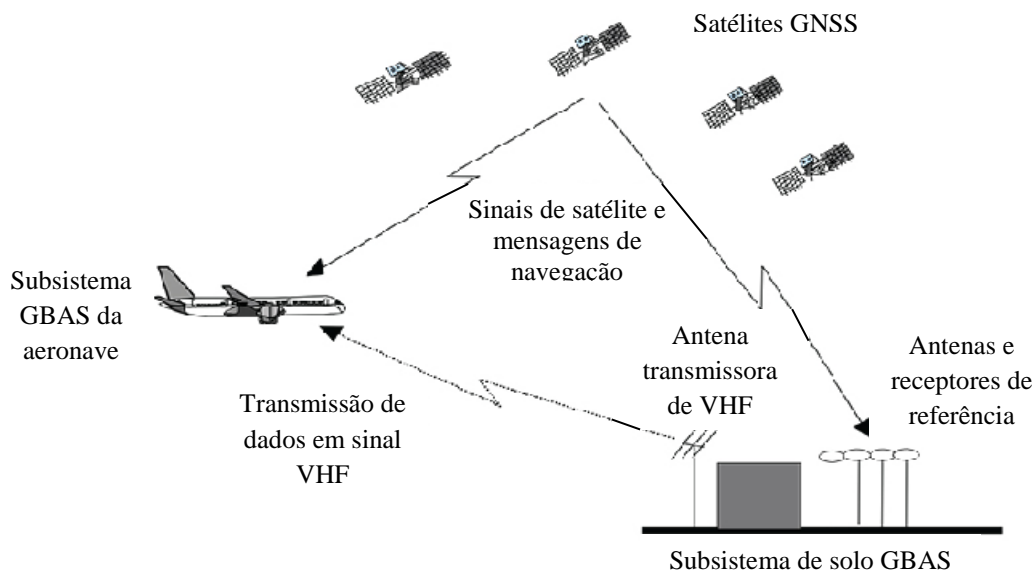 Satélites GNSS
Sinais de satélite e
mensagens de
navegacão
Subsistema
GBAS da
aeronave
Antena
transmissora
de VHF
Antenas e
receptores de
referência
Transmissão de
dados em sinal
VHF
Subsistema de solo GBAS